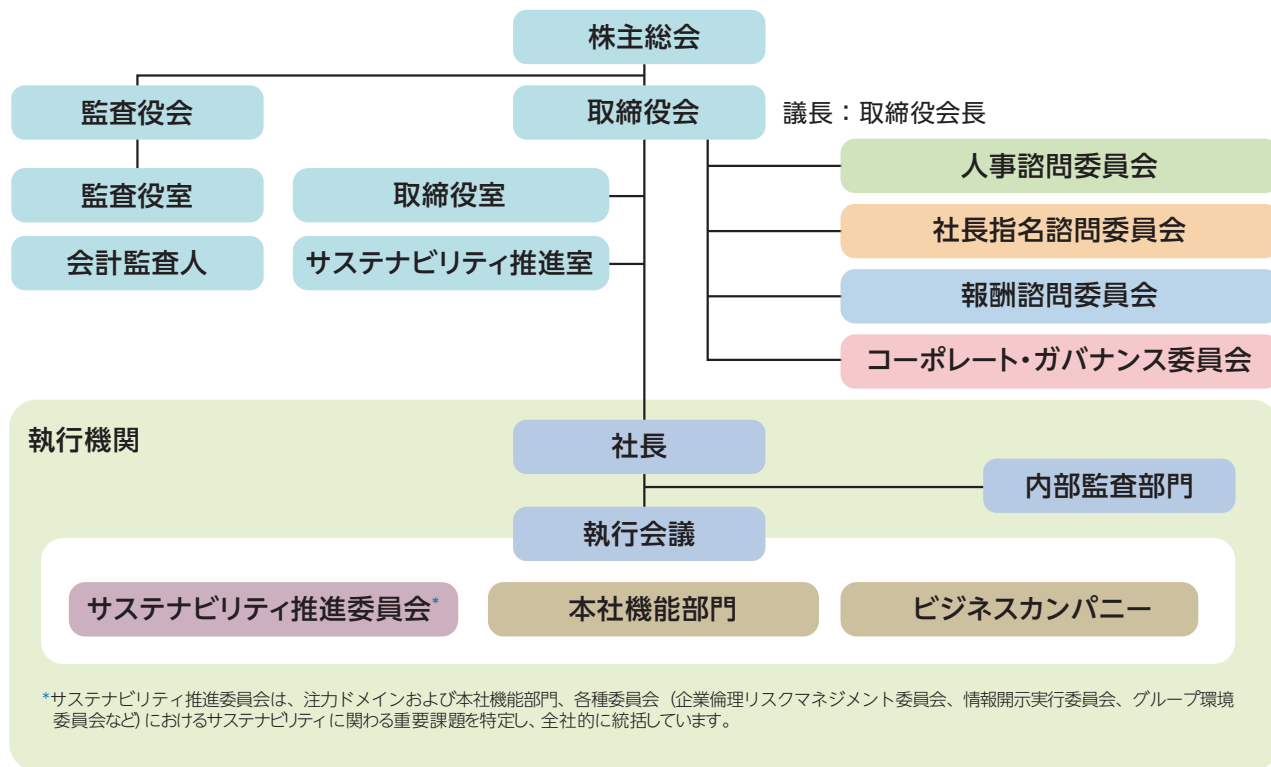 株主総会
監査役会
取締役会
議長：取締役会長
人事諮問委員会
監査役室
取締役室
社長指名諮問委員会
会計監査人
サステナビリティ推進室
報酬諮問委員会
コーポレート・ガバナンス委員会
執行機関
社長
内部監査部門
執行会議
サステナビリティ推進委員会*
本社機能部門
ビジネスカンパニー
*サステナビリティ推進委員会は、注力ドメインおよび本社機能部門、各種委員会（企業倫理リスクマネジメント委員会、情報開示実行委員会、グループ環境
委員会など）におけるサステナビリティに関わる重要課題を特定し、全社的に統括しています。